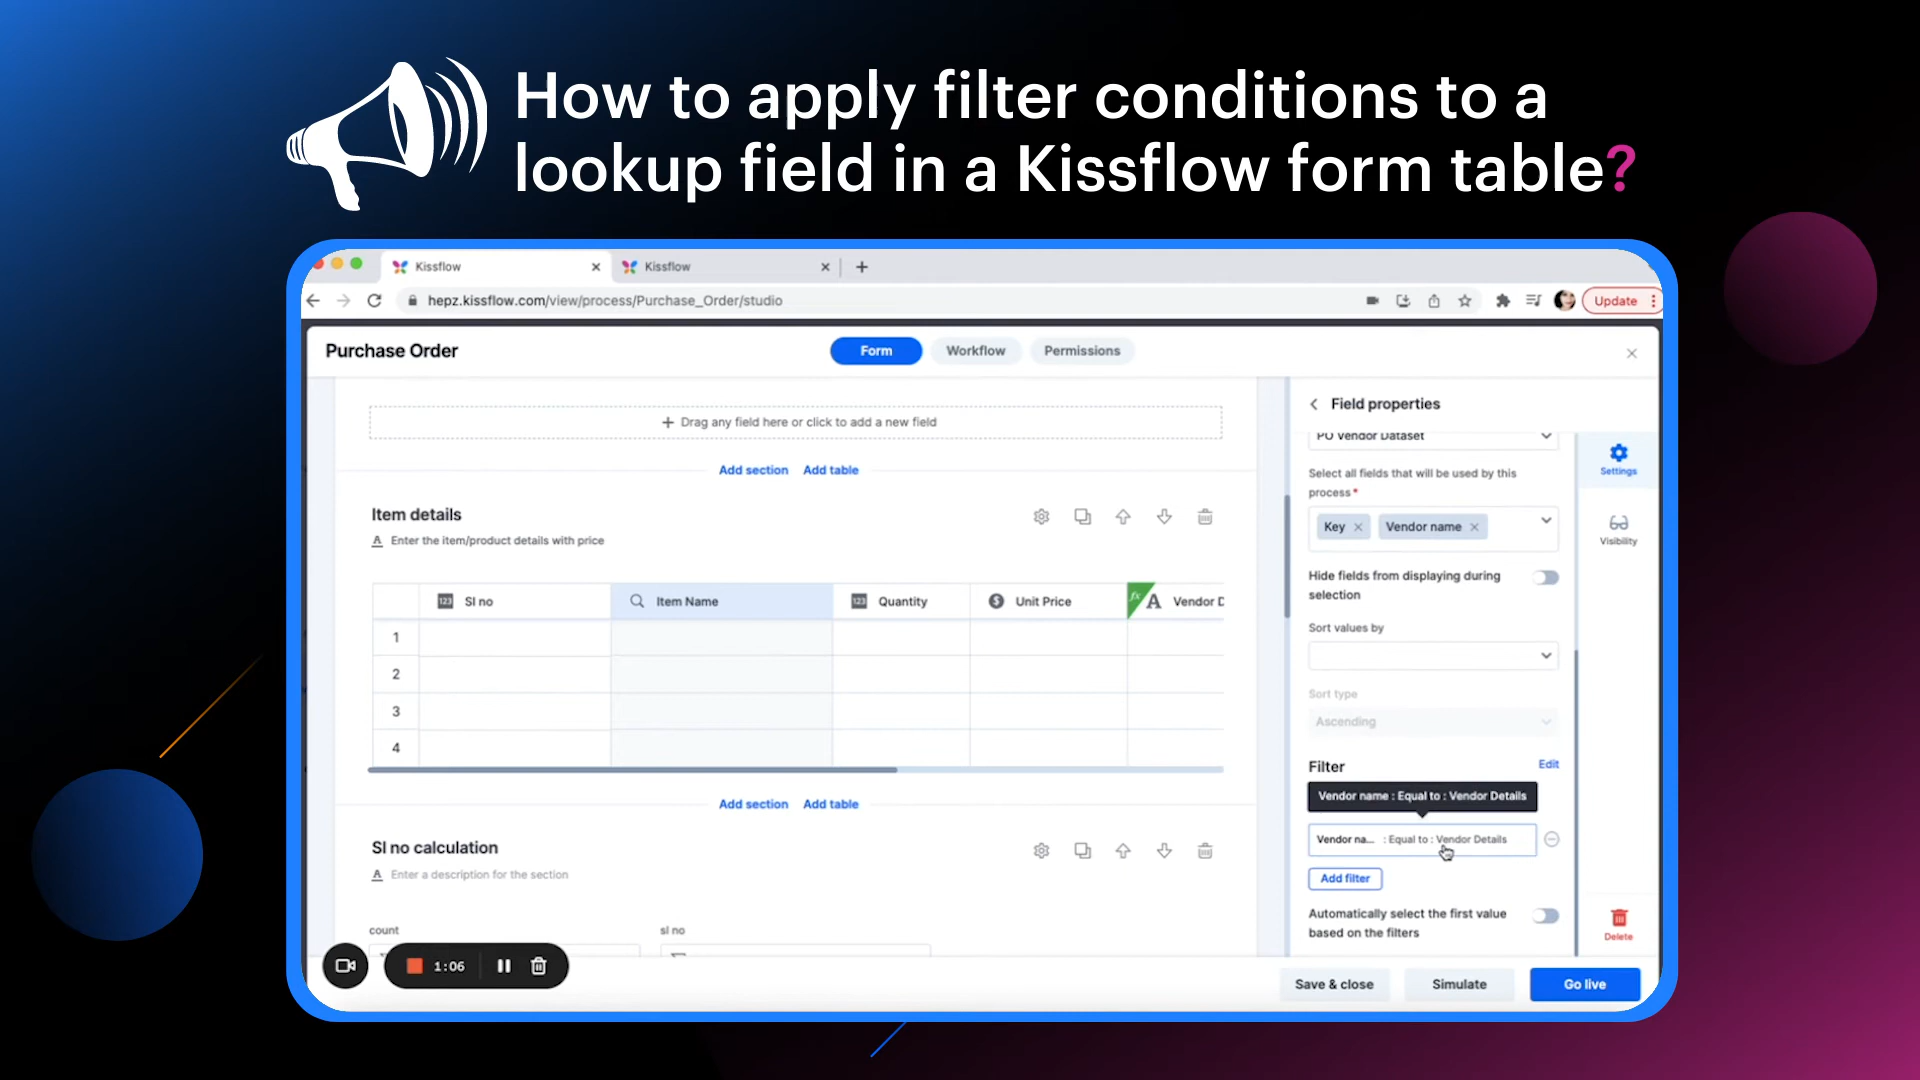 How to apply filter conditions to a
lookup field in a Kissflow form table?
Kissflow
Kissflow
hepz.kissflow.com/view/process/Purchase_Order/studio
Update
Purchase Order
Form
Workflow
Permissions
Drag any field here or click to add a new field
Add section
Add table
Item details
Enter the item/product details with price
123
Sl no
Item Name
123
Quantity
Unit Price
fx
Vendor D
1
2
3
4
Add section
Add table
Sl no calculation
Enter a description for the section
count
sl no
1:06
Field properties
PO Vendor Dataset
Select all fields that will be used by this
process*
Key
Vendor name
Hide fields from displaying during
selection
Sort values by
Sort type
Ascending
Filter
Edit
Vendor name : Equal to : Vendor Details
Vendor na... : Equal to : Vendor Details
Add filter
Automatically select the first value
based on the filters
Settings
Visibility
Delete
Save & close
Simulate
Go live